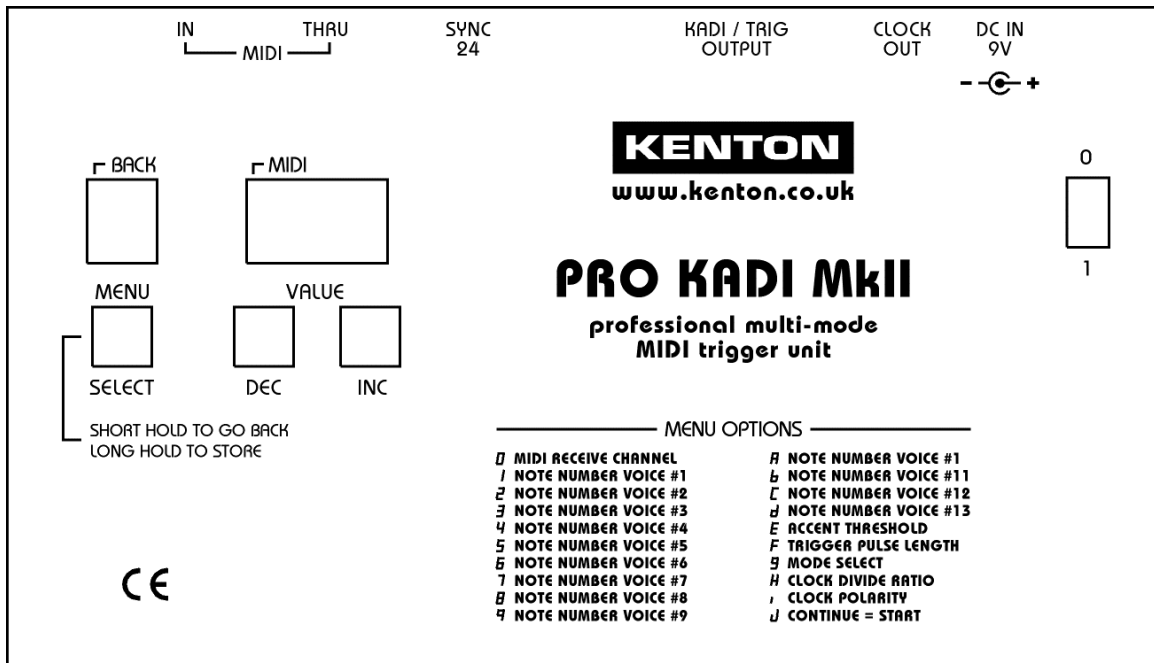 IN THRU
MIDI
SYNC
24
KADI / TRIG
OUTPUT
CLOCK
OUT
DC IN
9V
- +
KENTON
www.kenton.co.uk
BACK
MIDI
0
1
MENU
VALUE
SELECT
DEC
INC
SHORT HOLD TO GO BACK
LONG HOLD TO STORE
PRO KADI MkII
professional multi-mode
MIDI trigger unit
MENU OPTIONS
0 MIDI RECEIVE CHANNEL
1 NOTE NUMBER VOICE #1
2 NOTE NUMBER VOICE #2
3 NOTE NUMBER VOICE #3
4 NOTE NUMBER VOICE #4
5 NOTE NUMBER VOICE #5
6 NOTE NUMBER VOICE #6
7 NOTE NUMBER VOICE #7
8 NOTE NUMBER VOICE #8
9 NOTE NUMBER VOICE #9
A NOTE NUMBER VOICE #1
b NOTE NUMBER VOICE #11
C NOTE NUMBER VOICE #12
d NOTE NUMBER VOICE #13
E ACCENT THRESHOLD
F TRIGGER PULSE LENGTH
g MODE SELECT
H CLOCK DIVIDE RATIO
i CLOCK POLARITY
J CONTINUE = START
CE